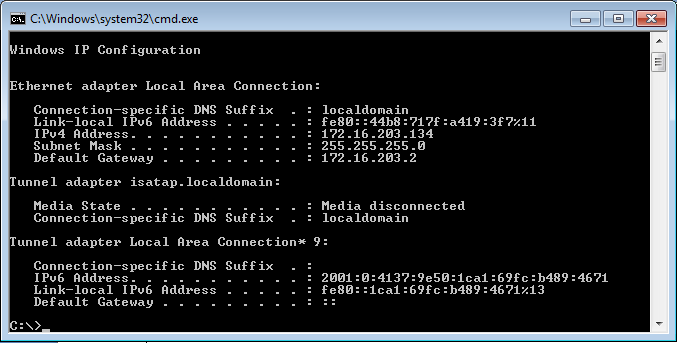 C:\Windows\system32\cmd.exe
Windows IP Configuration
Ethernet adapter Local Area Connection:
Connection-specific DNS Suffix . : localdomain
Link-local IPv6 Address . . . . . : fe80::44b8:717f:a419:3f7%11
IPv4 Address. . . . . . . . . . . : 172.16.203.134
Subnet Mask . . . . . . . . . . . : 255.255.255.0
Default Gateway . . . . . . . . . : 172.16.203.2
Tunnel adapter isatap.localdomain:
Media State . . . . . . . . . . . : Media disconnected
Connection-specific DNS Suffix . : localdomain
Tunnel adapter Local Area Connection* 9:
Connection-specific DNS Suffix . :
IPv6 Address. . . . . . . . . . . : 2001:0:4137:9e50:1ca1:69fc:b489:4671
Link-local IPv6 Address . . . . . : fe80::1ca1:69fc:b489:4671%13
Default Gateway . . . . . . . . . : ::
C:\>_